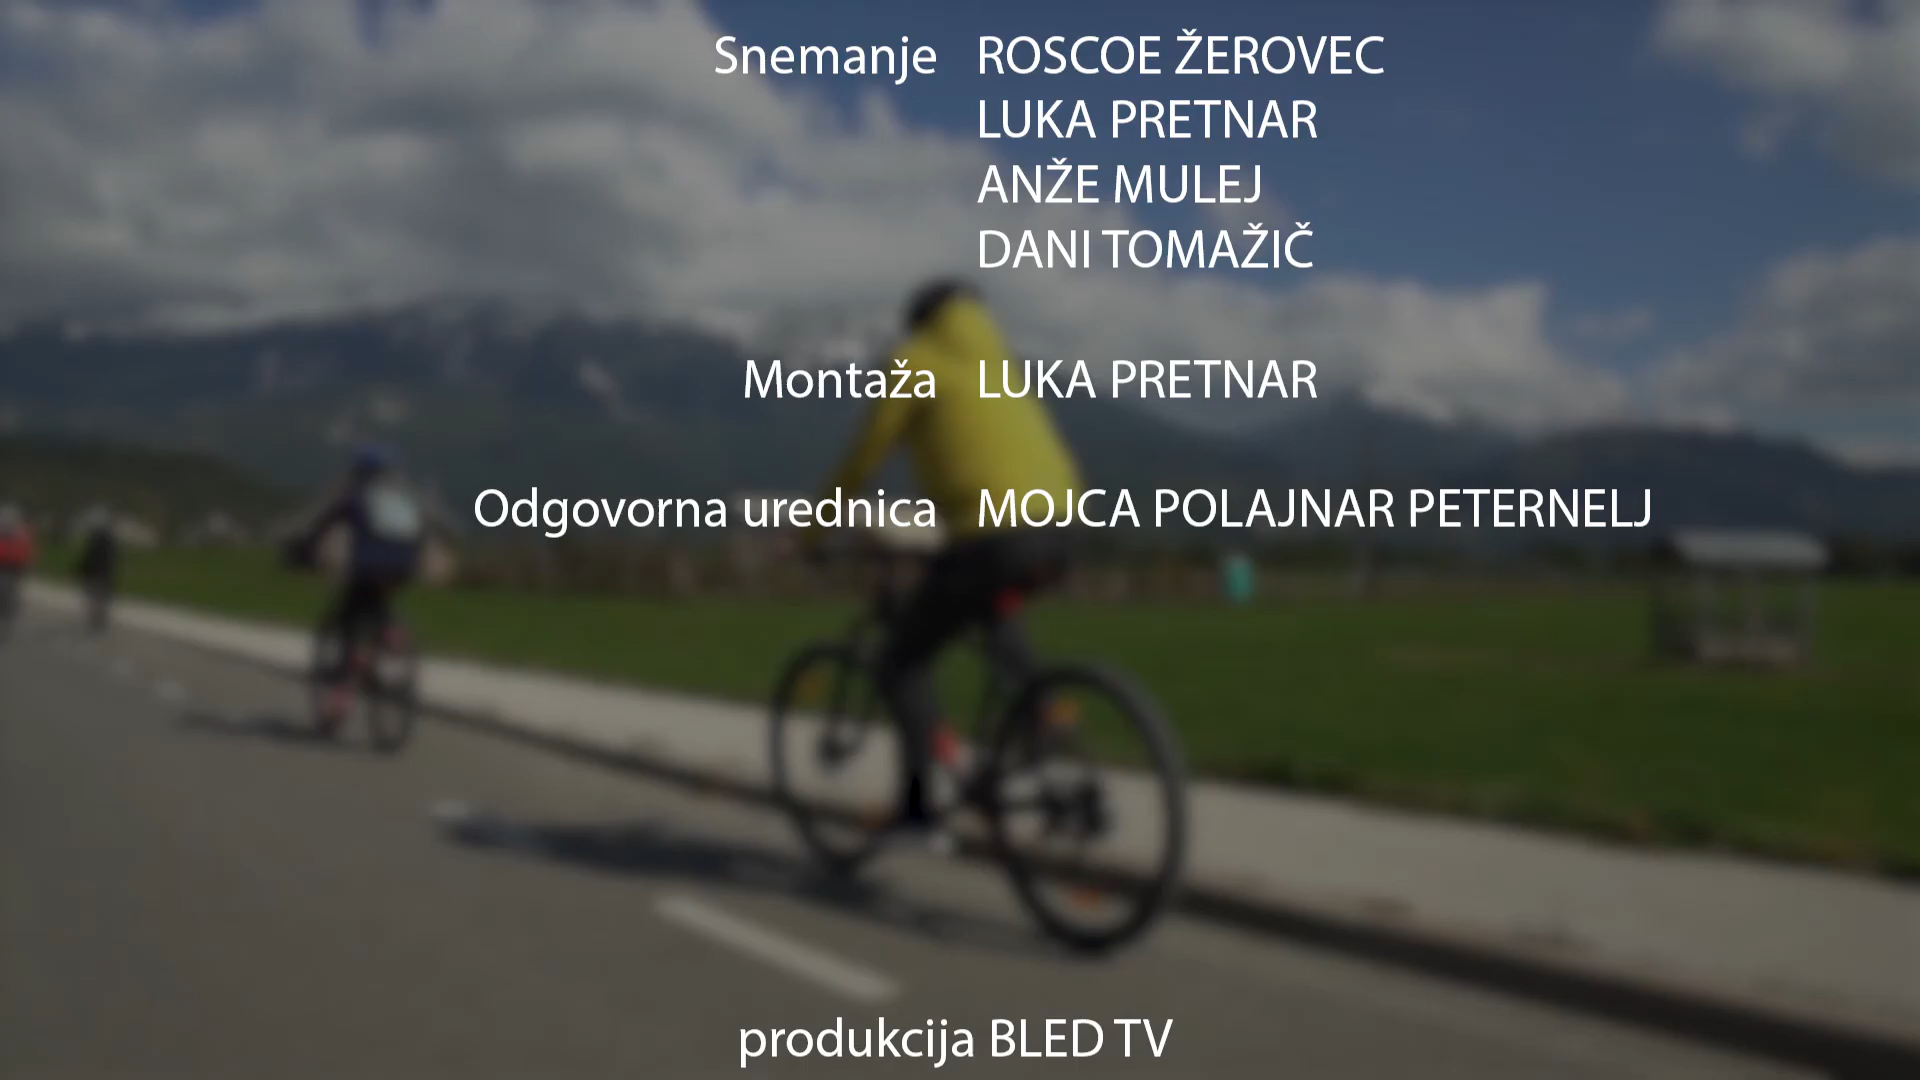 Snemanje ROSCOE ŽEROVEC
LUKA PRETNAR
ANŽE MULEJ
DANI TOMAŽIČ
Montaža LUKA PRETNAR
Odgovorna urednica MOJCA POLAJNAR PETERNELJ
produkcija BLED TV